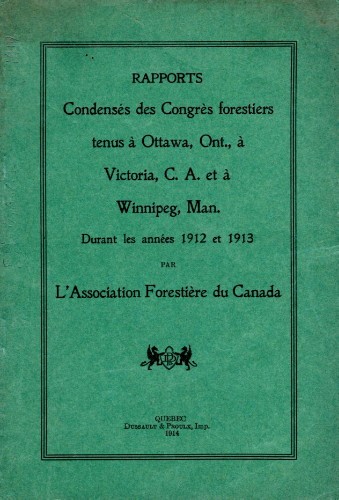 RAPPORTS
Condensés des Congrès forestiers
tenus à Ottawa, Ont., à
Victoria, C. A. et à
Winnipeg, Man.
Durant les années 1912 et 1913
PAR
L'Association Forestière du Canada
QUEBEC
Dussault & Proulx, Imp.
1914